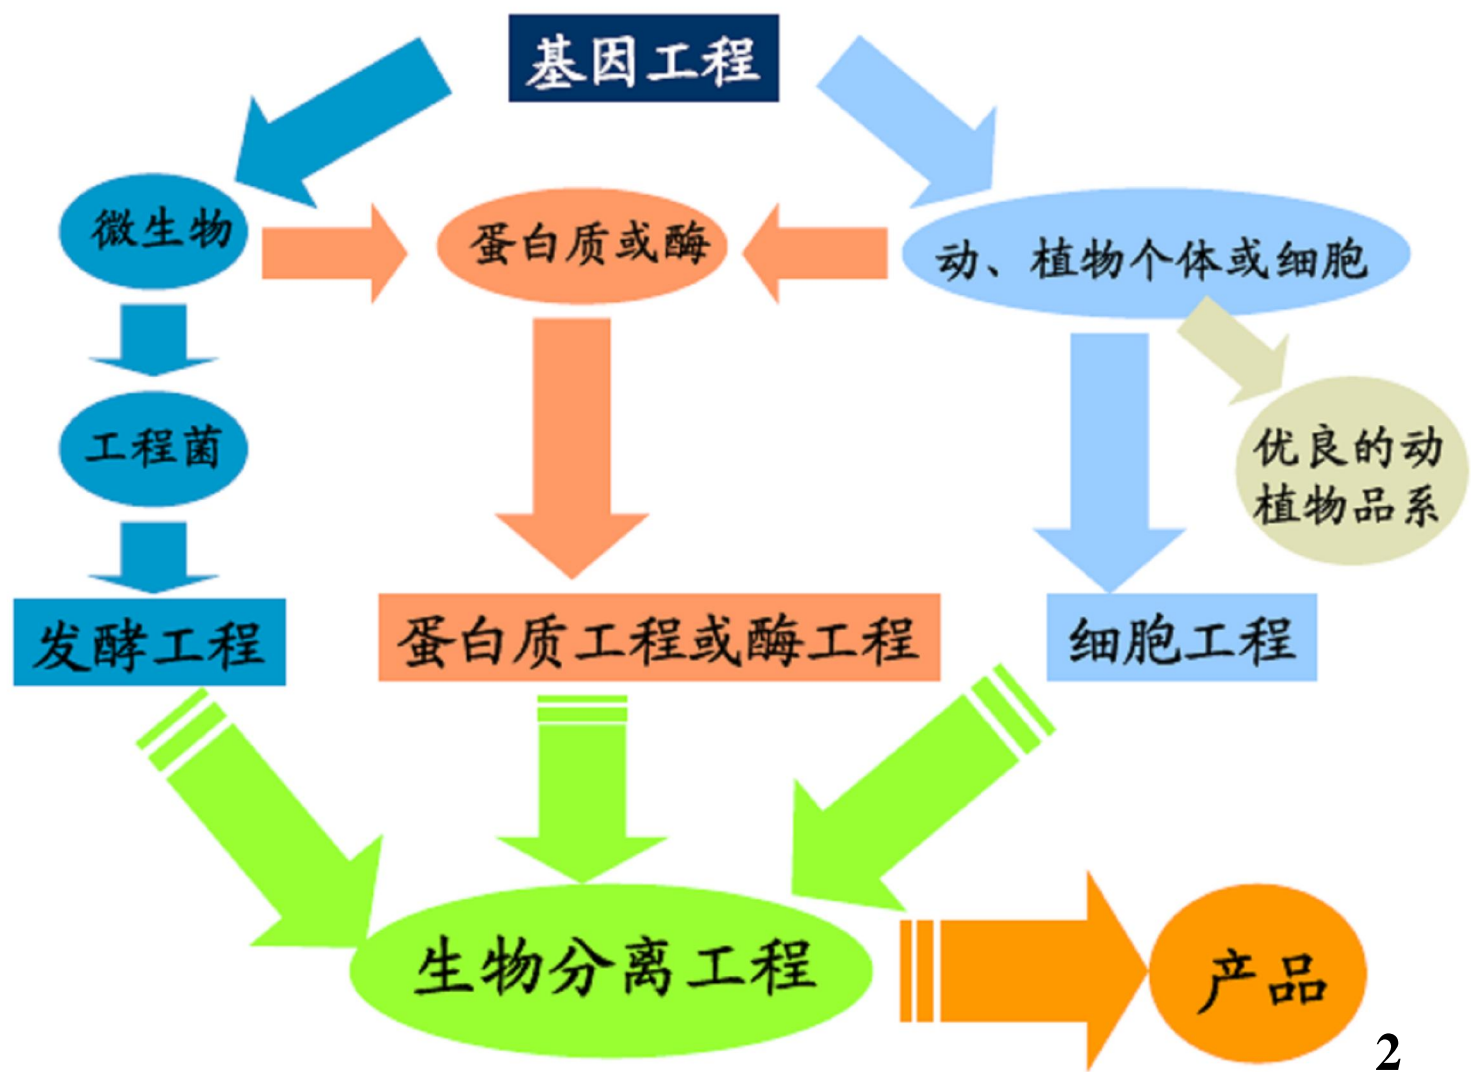 基因工程
微生物
蛋白质或酶
动、植物个体或细胞
工程菌
优良的动
植物品系
发酵工程
蛋白质工程或酶工程
细胞工程
生物分离工程
产品
2